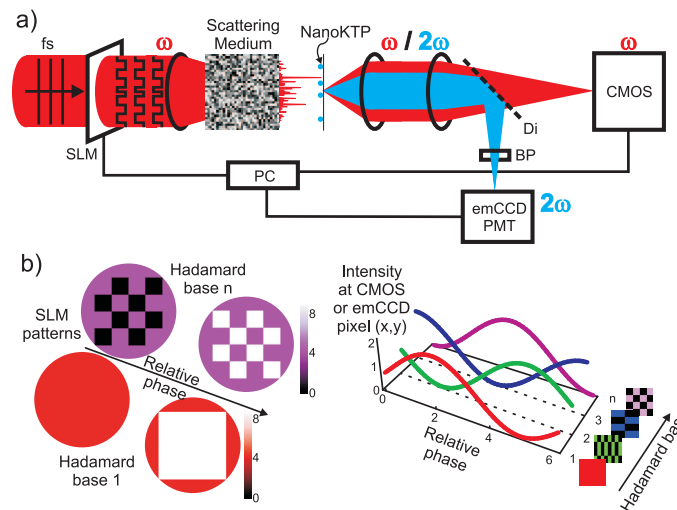 a)
fs
SLM
ω
Scattering
Medium
NanoKTP
ω / 2ω
Di
ω
CMOS
BP
PC
emCCD
PMT
2ω
b)
Hadamard
base n
SLM
patterns
Relative
phase
8
4
0
8
4
0
Hadamard
base 1
Intensity
at CMOS
or emCCD
pixel (x,y)
2
1
0
0
2
4
6
Relative
phase
1
2
3
n
Hadamard base